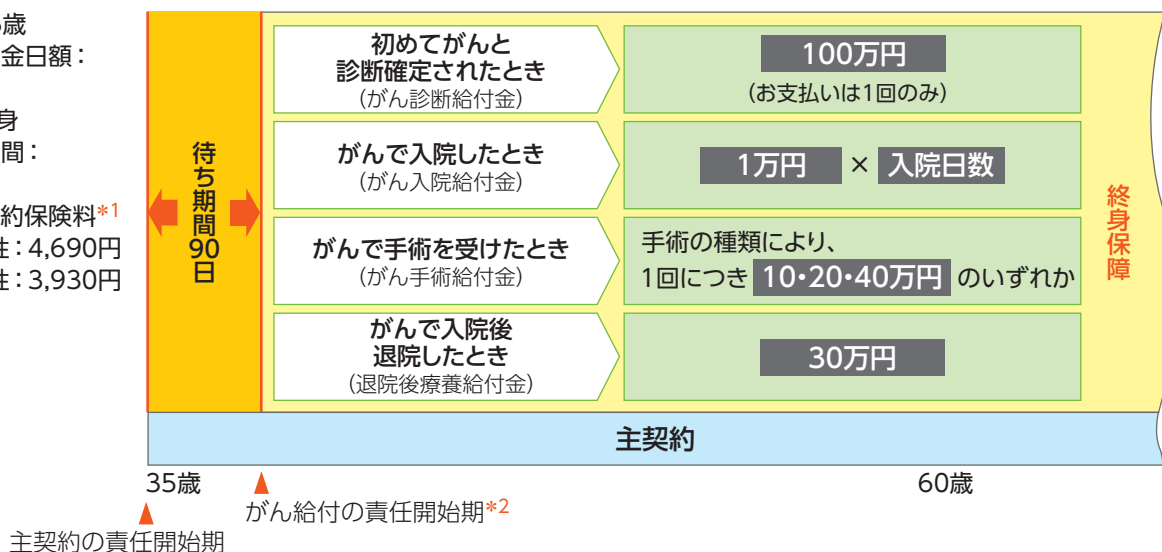 歳
金日額：
身
間：
約保険料*1
性：4,690円
性：3,930円
待ち期間90日
初めてがんと
診断確定されたとき
（がん診断給付金）
100万円
（お支払いは1回のみ）
がんで入院したとき
（がん入院給付金）
1万円 × 入院日数
がんで手術を受けたとき
（がん手術給付金）
手術の種類により、
1回につき 10・20・40万円 のいずれか
がんで入院後
退院したとき
（退院後療養給付金）
30万円
終身保障
主契約
35歳
60歳
がん給付の責任開始期*2
主契約の責任開始期